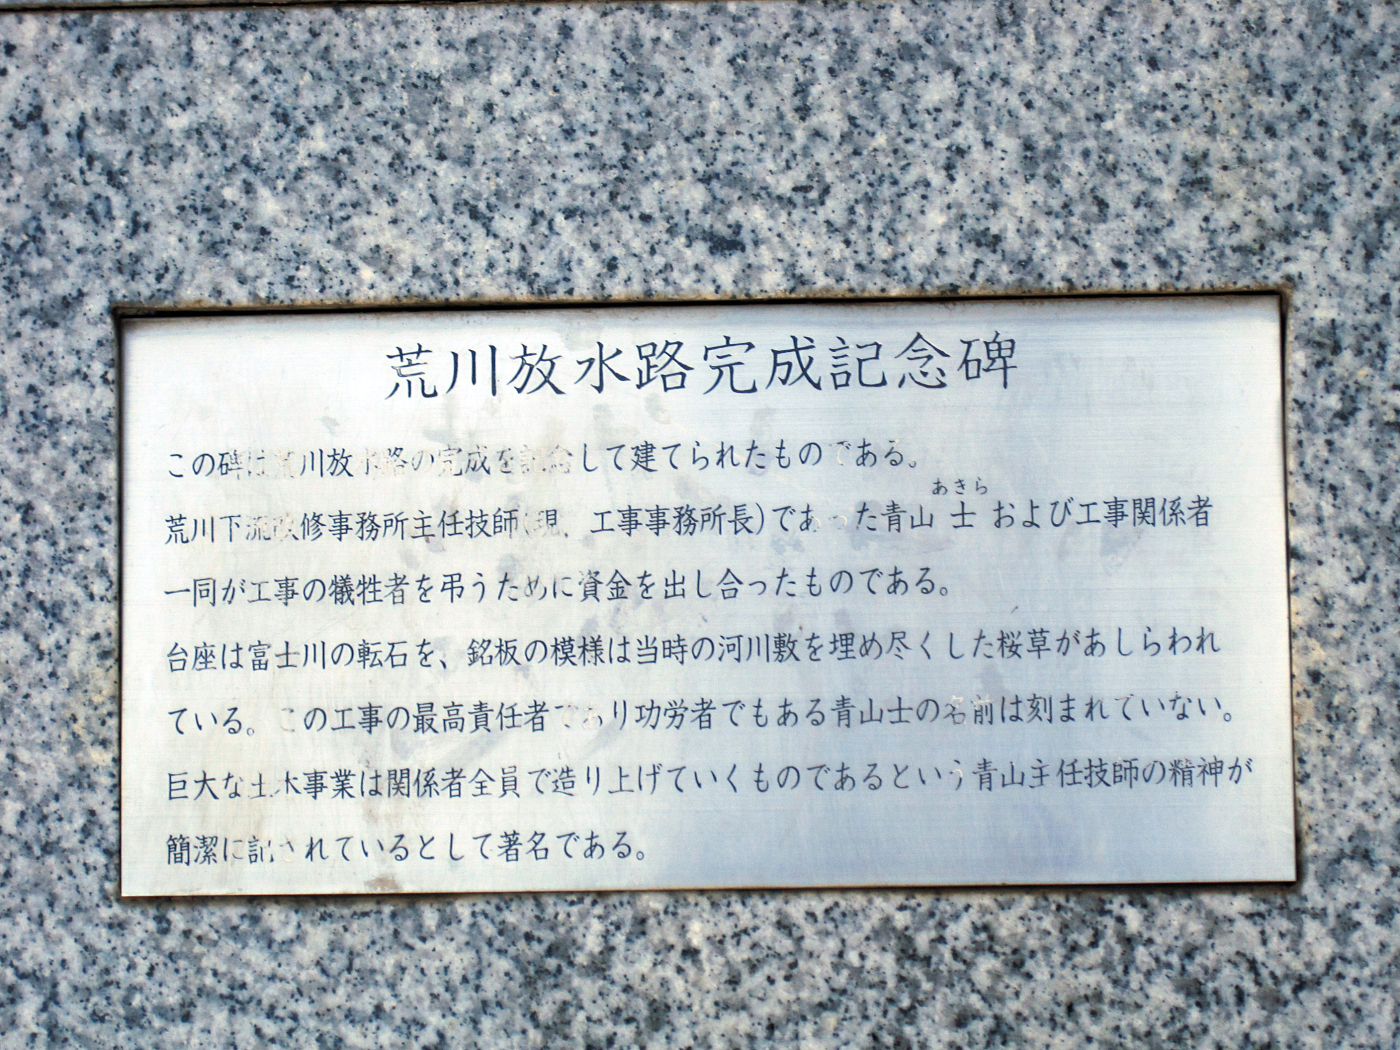 荒川放水路完成記念碑
この碑は荒川放水路の完成を記念して建てられたものである。
あきら
荒川下流改修事務所主任技師(現、工事事務所長)であった青山 士 および工事関係者
一同が工事の犠牲者を弔うために資金を出し合ったものである。
台座は富士川の転石を、銘板の模様は当時の河川敷を埋め尽くした桜草があしらわれ
ている。この工事の最高責任者であり功労者でもある青山士の名前は刻まれていない。
巨大な土木事業は関係者全員で造り上げていくものであるという青山主任技師の精神が
簡潔に記されているとして著名である。